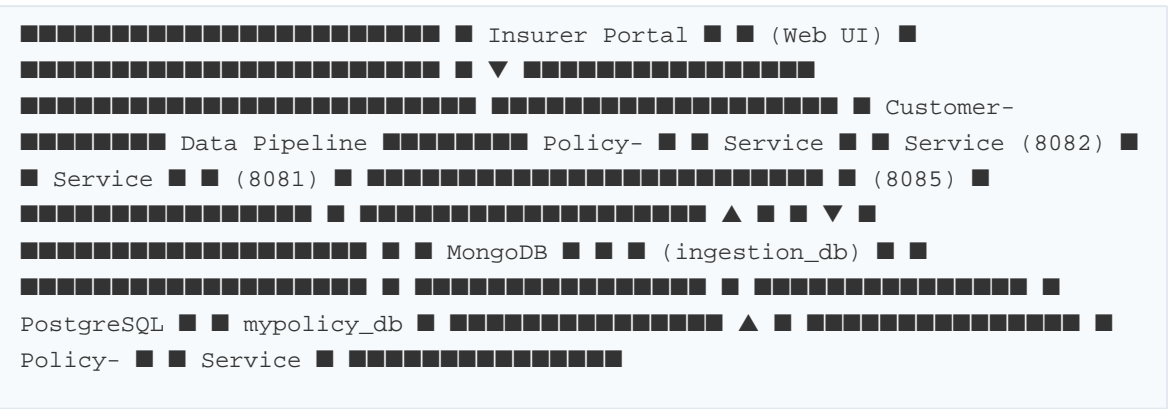 ■■■■■■■■■■■■■■■■■■■■■■■ ■ Insurer Portal ■ ■ (Web UI) ■
■■■■■■■■■■■■■■■■■■■■■■■ ■ ▼ ■■■■■■■■■■■■■■■■
■■■■■■■■■■■■■■■■■■■■■■■■■ ■■■■■■■■■■■■■■■■■■■ ■ Customer-
■■■■■■■■ Data Pipeline ■■■■■■■■ Policy- ■ ■ Service ■ ■ Service (8082) ■
■ Service ■ ■ (8081) ■ ■■■■■■■■■■■■■■■■■■■■■■■■■ ■ (8085) ■
■■■■■■■■■■■■■■■■ ■ ■■■■■■■■■■■■■■■■■■■ ▲ ■ ■ ▼ ■
■■■■■■■■■■■■■■■■■■■ ■ ■ MongoDB ■ ■ ■ (ingestion_db) ■ ■
■■■■■■■■■■■■■■■■■■■ ■ ■■■■■■■■■■■■■■■■ ■ ■■■■■■■■■■■■■■■ ■
PostgreSQL ■ ■ mypolicy_db ■ ■■■■■■■■■■■■■■■ ▲ ■ ■■■■■■■■■■■■■■■ ■
Policy- ■ ■ Service ■ ■■■■■■■■■■■■■■■